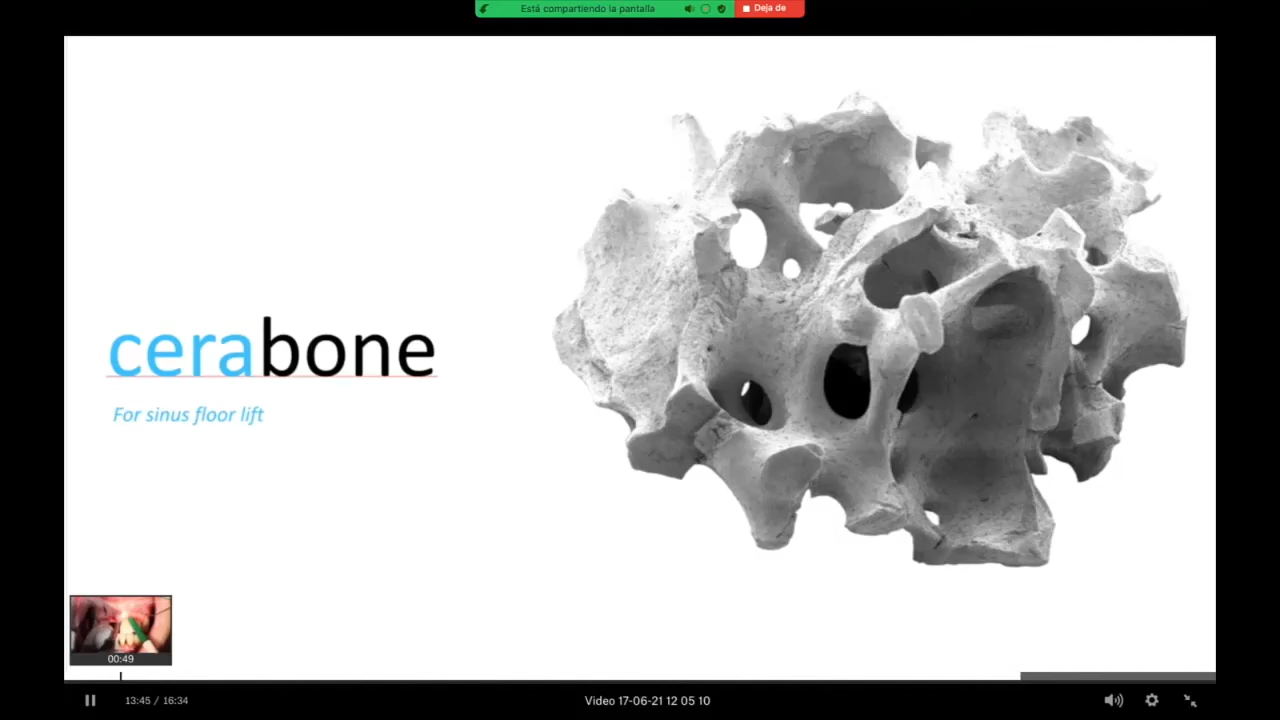 Está compartiendo la pantalla
Deja de
cerabone
For sinus floor lift
00:49
13:45 / 16:34
Video 17-06-21 12 05 10